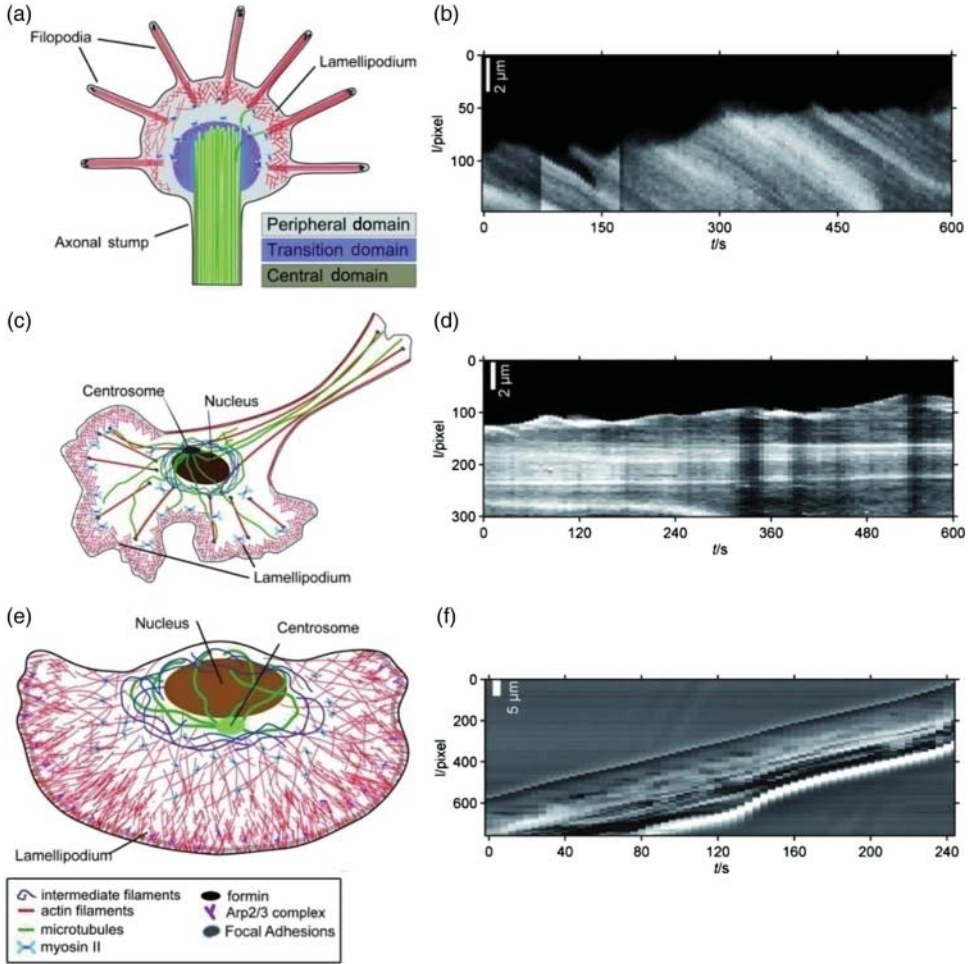 (a)
Filopodia
Lamellipodium
Axonal stump
Peripheral domain
Transition domain
Central domain
(b)
2 μm
l/pixel
0
50
100
0 150 300 450 600
t/s
(c)
Centrosome
Nucleus
Lamellipodium
(d)
2 μm
l/pixel
0
100
200
300
0 120 240 360 480 600
t/s
(e)
Nucleus
Centrosome
Lamellipodium
intermediate filaments
actin filaments
microtubules
myosin II
formin
Arp2/3 complex
Focal Adhesions
(f)
5 μm
l/pixel
0
200
400
600
0 40 80 120 160 200 240
t/s